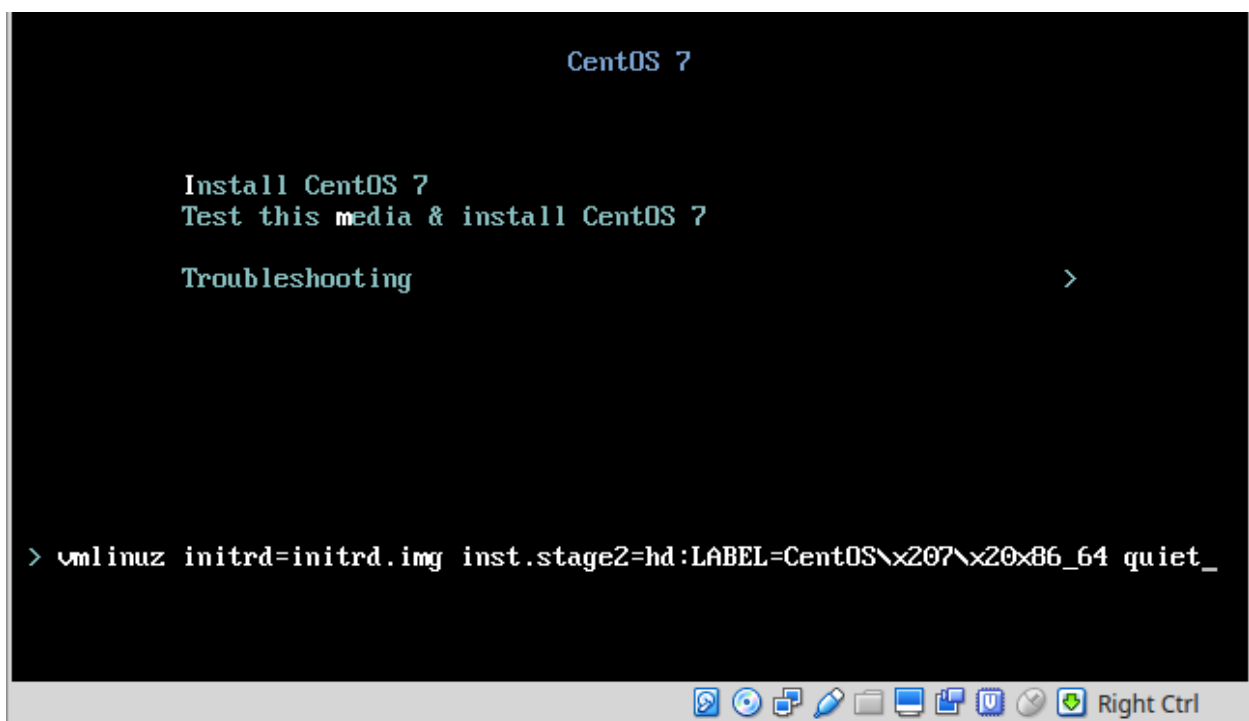 CentOS 7
Install CentOS 7
Test this media & install CentOS 7
Troubleshooting >
> vmlinuz initrd=initrd.img inst.stage2=hd:LABEL=CentOS\x207\x20x86_64 quiet_
Right Ctrl